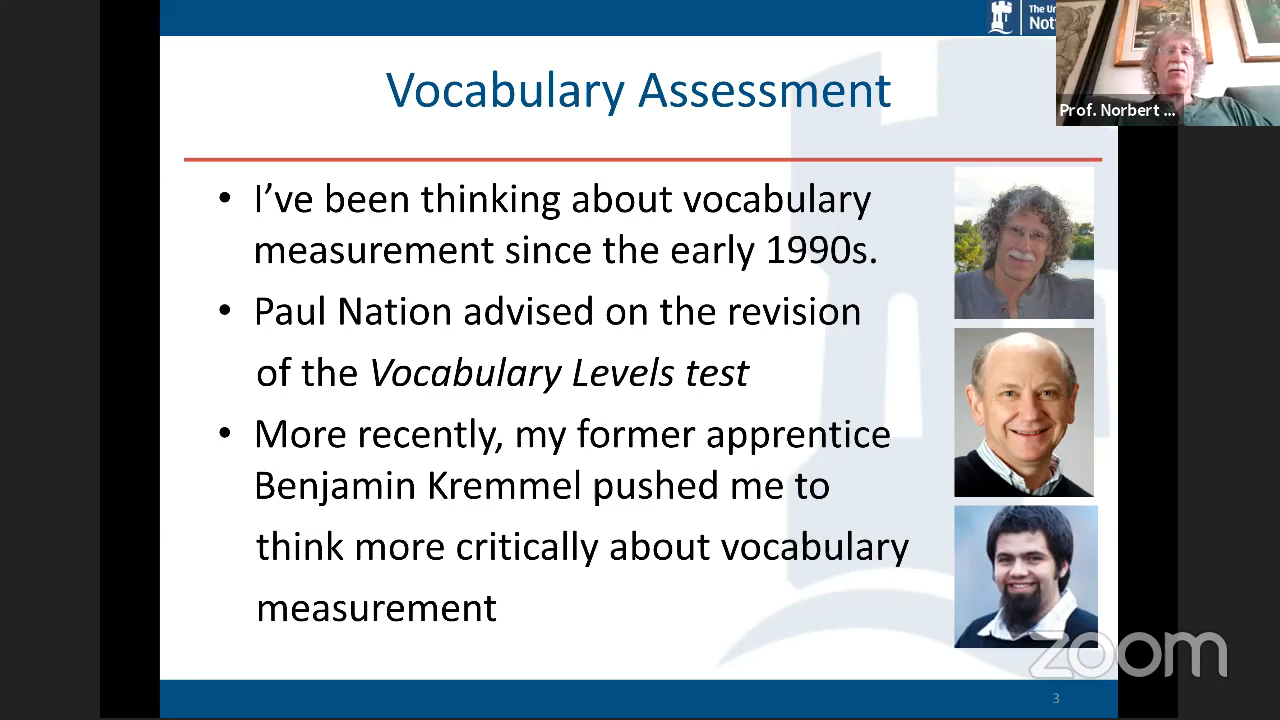 The Un
Not
Vocabulary Assessment
Prof. Norbert ...
• I've been thinking about vocabulary
measurement since the early 1990s.
• Paul Nation advised on the revision
of the Vocabulary Levels test
• More recently, my former apprentice
Benjamin Kremmel pushed me to
think more critically about vocabulary
measurement
zoom
3